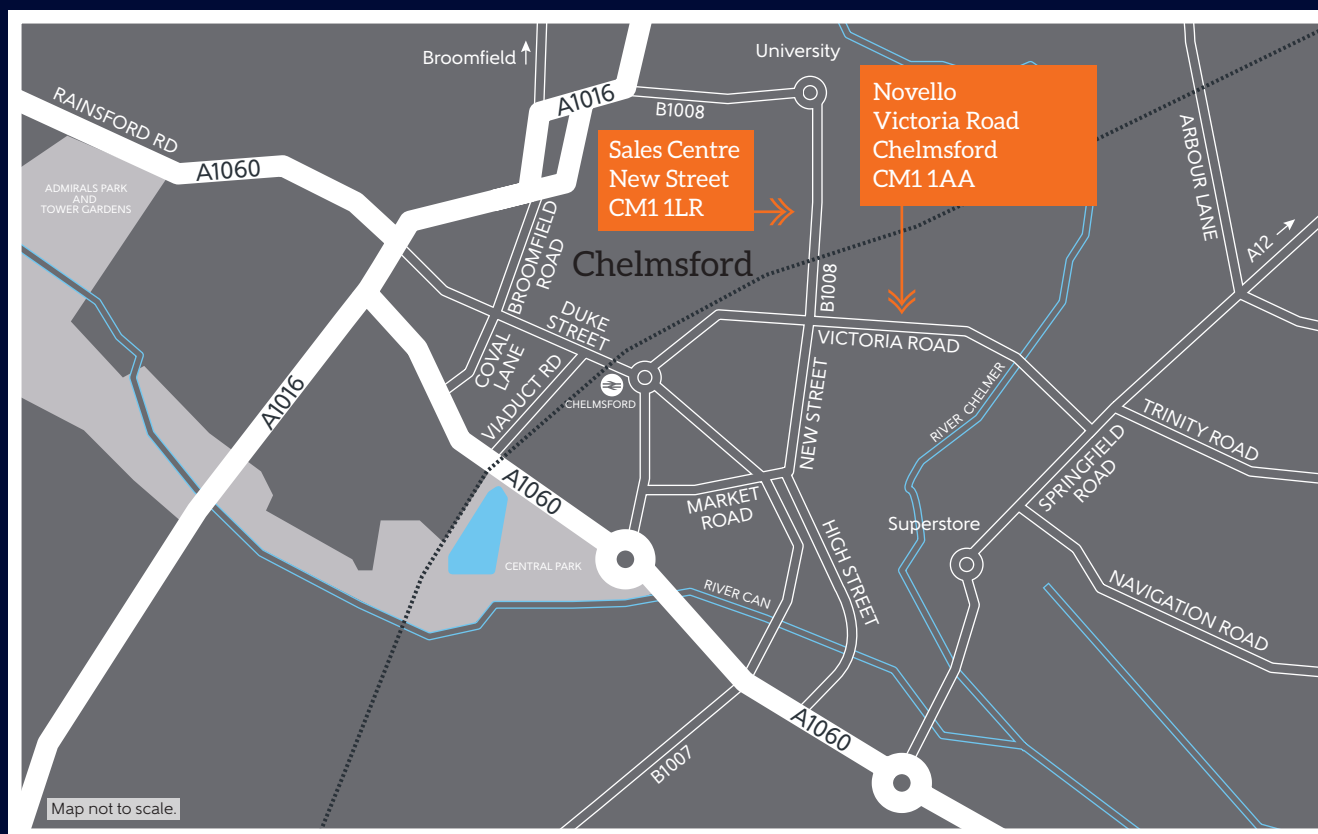 Broomfield
University
A1016
B1008
RAINSFORD RD
A1060
ADMIRALS PARK
AND
TOWER GARDENS
Sales Centre
New Street
CM1 1LR
Novello
Victoria Road
Chelmsford
CM1 1AA
ARBOUR LANE
A12
BROOMFIELD
ROAD
Chelmsford
B1008
DUKE
STREET
VICTORIA ROAD
COVAL
LANE
VIADUCT RD
CHELMSFORD
A1016
NEW STREET
RIVER CHELMER
TRINITY ROAD
SPRINGFIELD
ROAD
A1060
MARKET
ROAD
HIGH STREET
Superstore
CENTRAL PARK
RIVER CAN
NAVIGATION ROAD
A1060
B1007
Map not to scale.